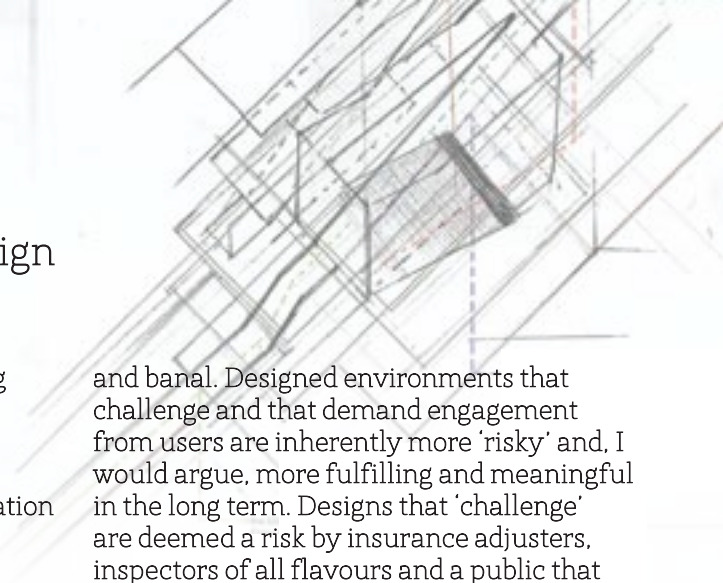 ign
g
ation
and banal. Designed environments that
challenge and that demand engagement
from users are inherently more ‘risky’ and, I
would argue, more fulfilling and meaningful
in the long term. Designs that ‘challenge’
are deemed a risk by insurance adjusters,
inspectors of all flavours and a public that